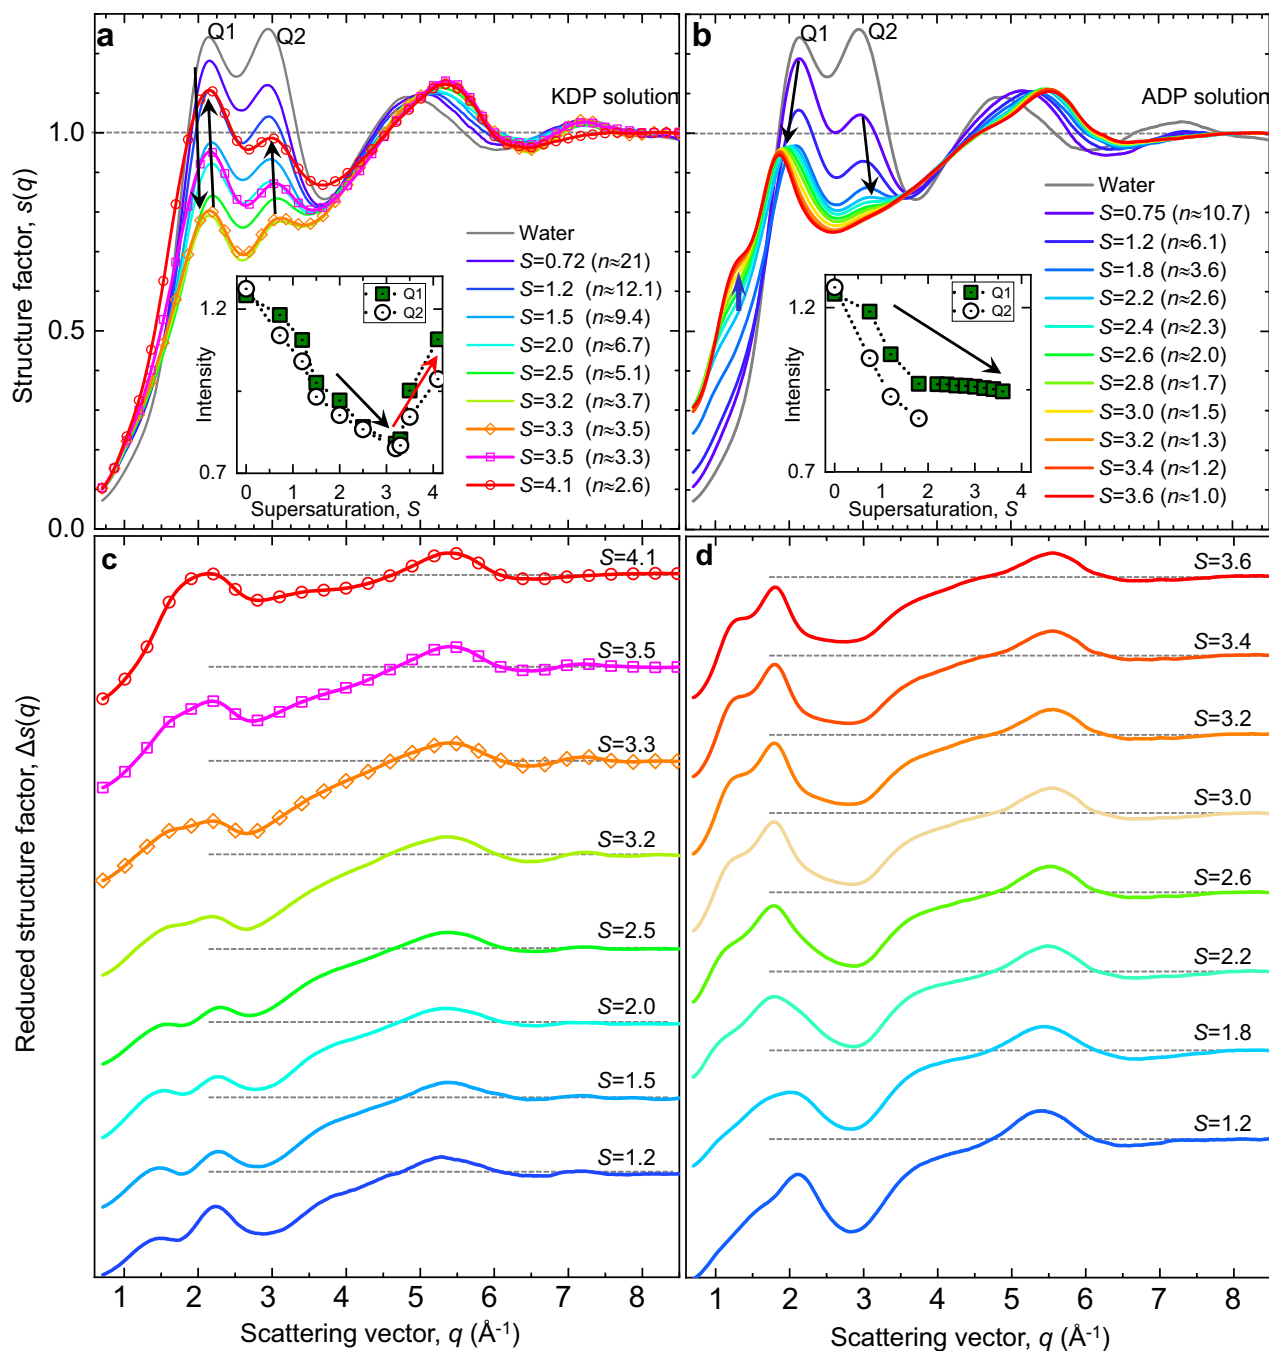 a
Q1
Q2
KDP solution
1.0
0.5
0.0
Structure factor, s(q)
Water
S=0.72 (n≈21)
S=1.2 (n≈12.1)
S=1.5 (n≈9.4)
S=2.0 (n≈6.7)
S=2.5 (n≈5.1)
S=3.2 (n≈3.7)
S=3.3 (n≈3.5)
S=3.5 (n≈3.3)
S=4.1 (n≈2.6)
1.2
0.7
Intensity
Q1
Q2
0 1 2 3 4
Supersaturation, S
b
Q1
Q2
ADP solution
Water
S=0.75 (n≈10.7)
S=1.2 (n≈6.1)
S=1.8 (n≈3.6)
S=2.2 (n≈2.6)
S=2.4 (n≈2.3)
S=2.6 (n≈2.0)
S=2.8 (n≈1.7)
S=3.0 (n≈1.5)
S=3.2 (n≈1.3)
S=3.4 (n≈1.2)
S=3.6 (n≈1.0)
1.2
0.7
Intensity
Q1
Q2
0 1 2 3 4
Supersaturation, S
c
S=4.1
S=3.5
S=3.3
S=3.2
S=2.5
S=2.0
S=1.5
S=1.2
Reduced structure factor, Δs(q)
1 2 3 4 5 6 7 8
Scattering vector, q (Å-1)
d
S=3.6
S=3.4
S=3.2
S=3.0
S=2.6
S=2.2
S=1.8
S=1.2
1 2 3 4 5 6 7 8
Scattering vector, q (Å-1)